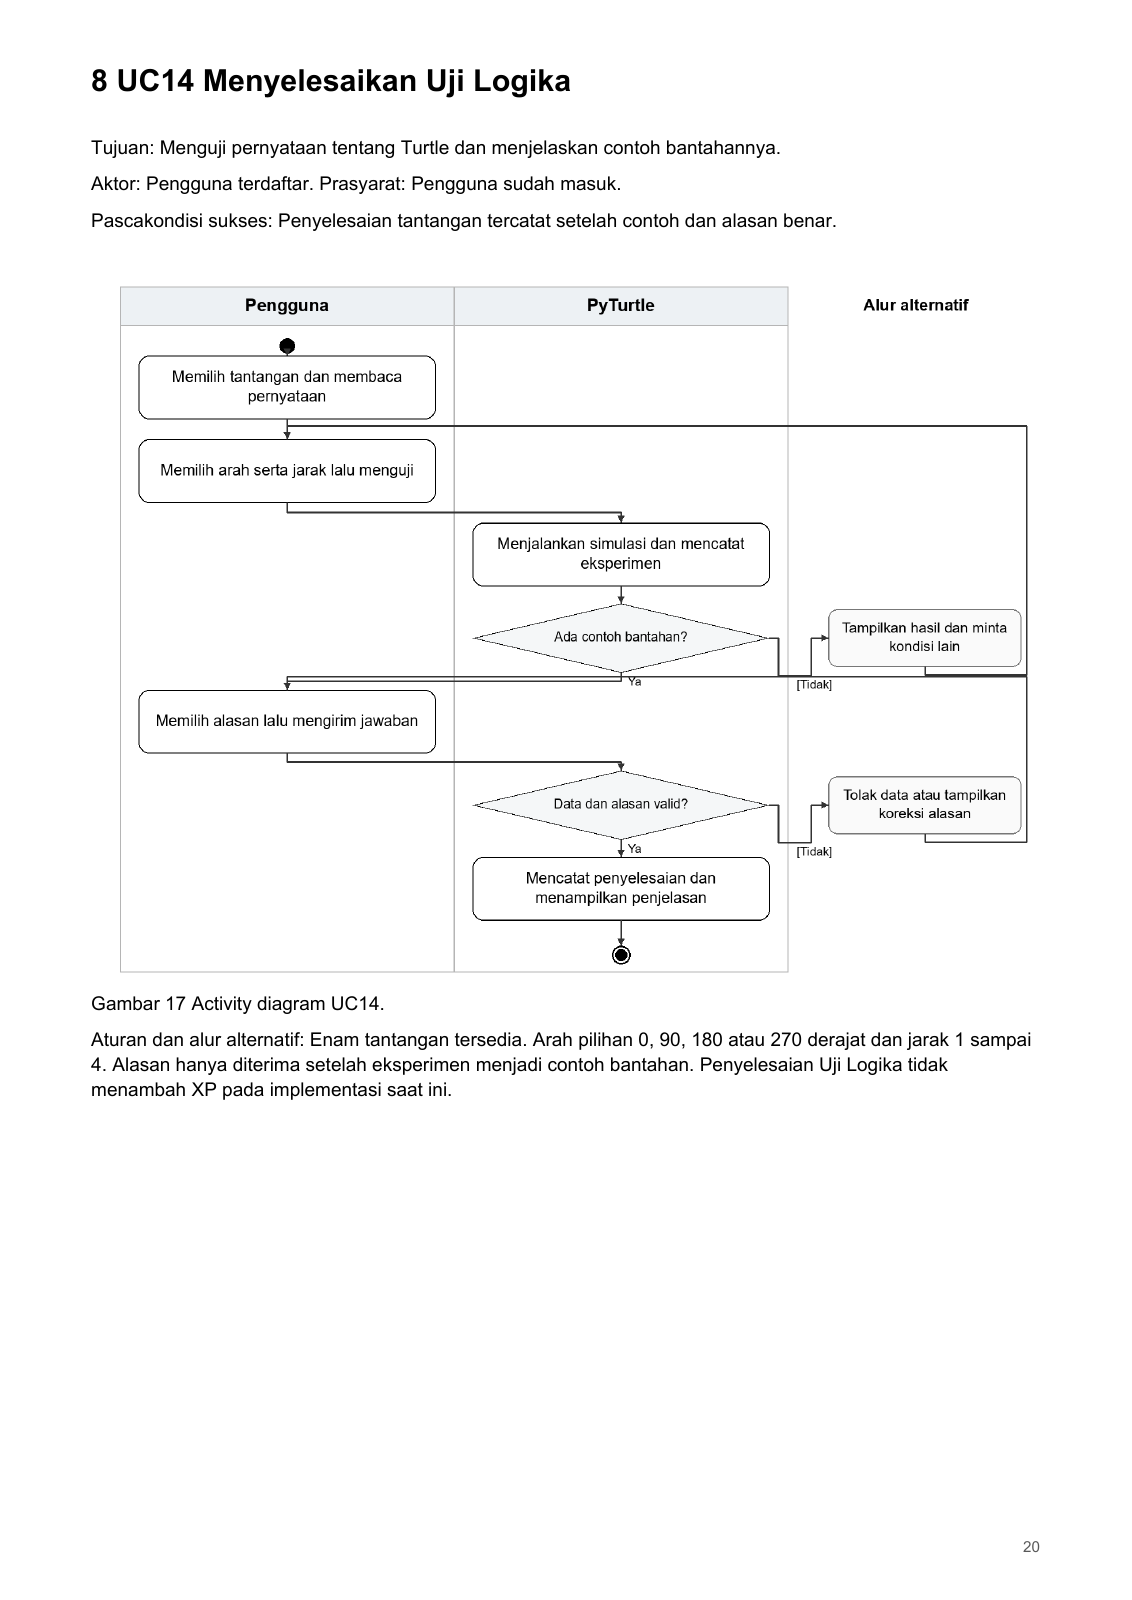 8 UC14 Menyelesaikan Uji Logika
Tujuan: Menguji pernyataan tentang Turtle dan menjelaskan contoh bantahannya.
Aktor: Pengguna terdaftar. Prasyarat: Pengguna sudah masuk.
Pascakondisi sukses: Penyelesaian tantangan tercatat setelah contoh dan alasan benar.
Pengguna
PyTurtle
Alur alternatif
Memilih tantangan dan membaca
pernyataan
Memilih arah serta jarak lalu menguji
Menjalankan simulasi dan mencatat
eksperimen
Ada contoh bantahan?
Tampilkan hasil dan minta
kondisi lain
Ya
[Tidak]
Memilih alasan lalu mengirim jawaban
Data dan alasan valid?
Tolak data atau tampilkan
koreksi alasan
Ya
[Tidak]
Mencatat penyelesaian dan
menampilkan penjelasan
Gambar 17 Activity diagram UC14.
Aturan dan alur alternatif: Enam tantangan tersedia. Arah pilihan 0, 90, 180 atau 270 derajat dan jarak 1 sampai
4. Alasan hanya diterima setelah eksperimen menjadi contoh bantahan. Penyelesaian Uji Logika tidak
menambah XP pada implementasi saat ini.
20